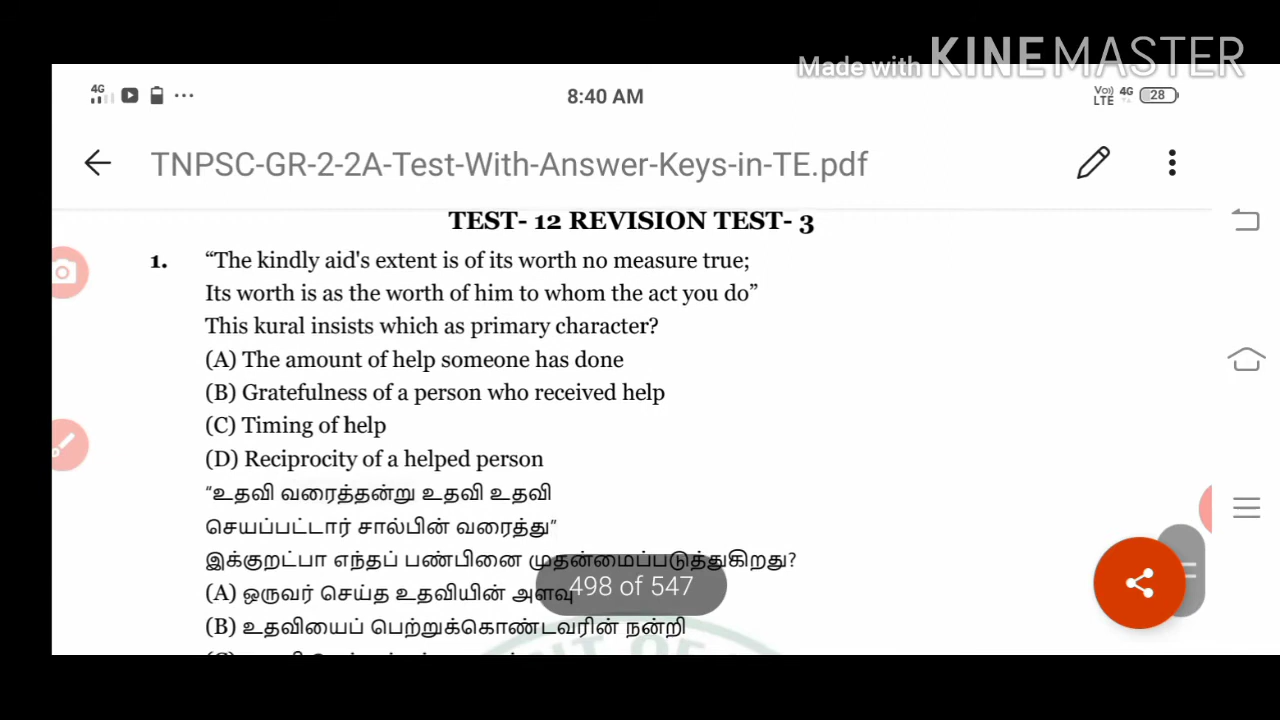 Made with KINEMASTER
4G 8:40 AM Vo)) LTE 4G 28
TNPSC-GR-2-2A-Test-With-Answer-Keys-in-TE.pdf
TEST- 12 REVISION TEST- 3
1. “The kindly aid's extent is of its worth no measure true;
Its worth is as the worth of him to whom the act you do”
This kural insists which as primary character?
(A) The amount of help someone has done
(B) Gratefulness of a person who received help
(C) Timing of help
(D) Reciprocity of a helped person
“உதவி வரைத்தன்று உதவி உதவி
செயப்பட்டார் சால்பின் வரைத்து”
இக்குறட்பா எந்தப் பண்பினை முதன்மைப்படுத்துகிறது?
(A) ஒருவர் செய்த உதவியின் அளவு
498 of 547
(B) உதவியைப் பெற்றுக்கொண்டவரின் நன்றி